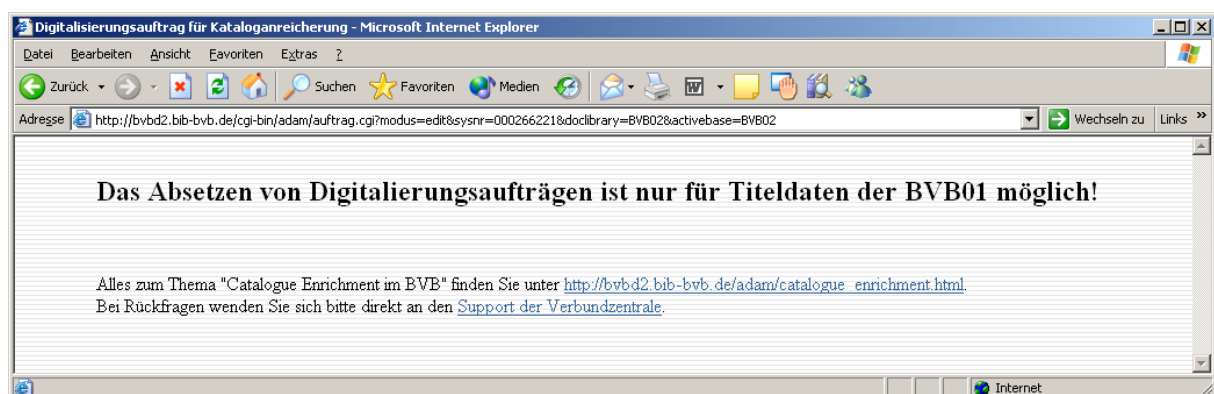 Digitalisierungsauftrag für Kataloganreicherung - Microsoft Internet Explorer
Datei Bearbeiten Ansicht Favoriten Extras ?
Zurück Suchen Favoriten Medien
Adresse http://bvbd2.bib-bvb.de/cgi-bin/adam/auftrag.cgi?modus=edit&sysnr=000266221&doclibrary=BVB02&activebase=BVB02 Wechseln zu Links »
Das Absetzen von Digitalierungsaufträgen ist nur für Titeldaten der BVB01 möglich!
Alles zum Thema "Catalogue Enrichment im BVB" finden Sie unter http://bvbd2.bib-bvb.de/adam/catalogue_enrichment.html.
Bei Rückfragen wenden Sie sich bitte direkt an den Support der Verbundzentrale.
Internet